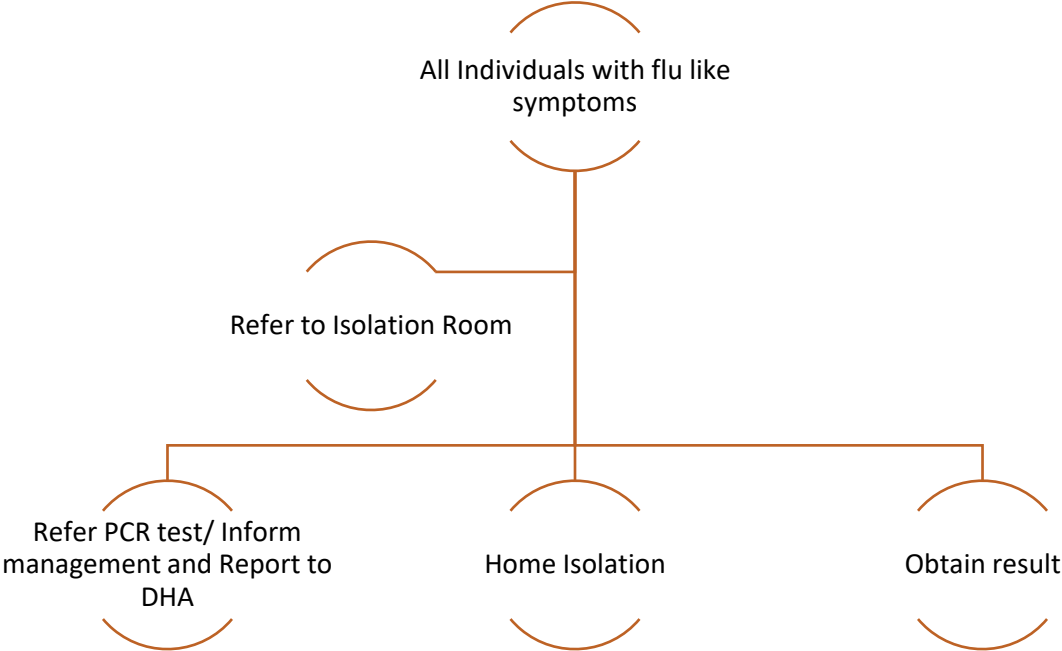 All Individuals with flu like
symptoms
Refer to Isolation Room
Refer PCR test/ Inform
management and Report to
DHA
Home Isolation
Obtain result